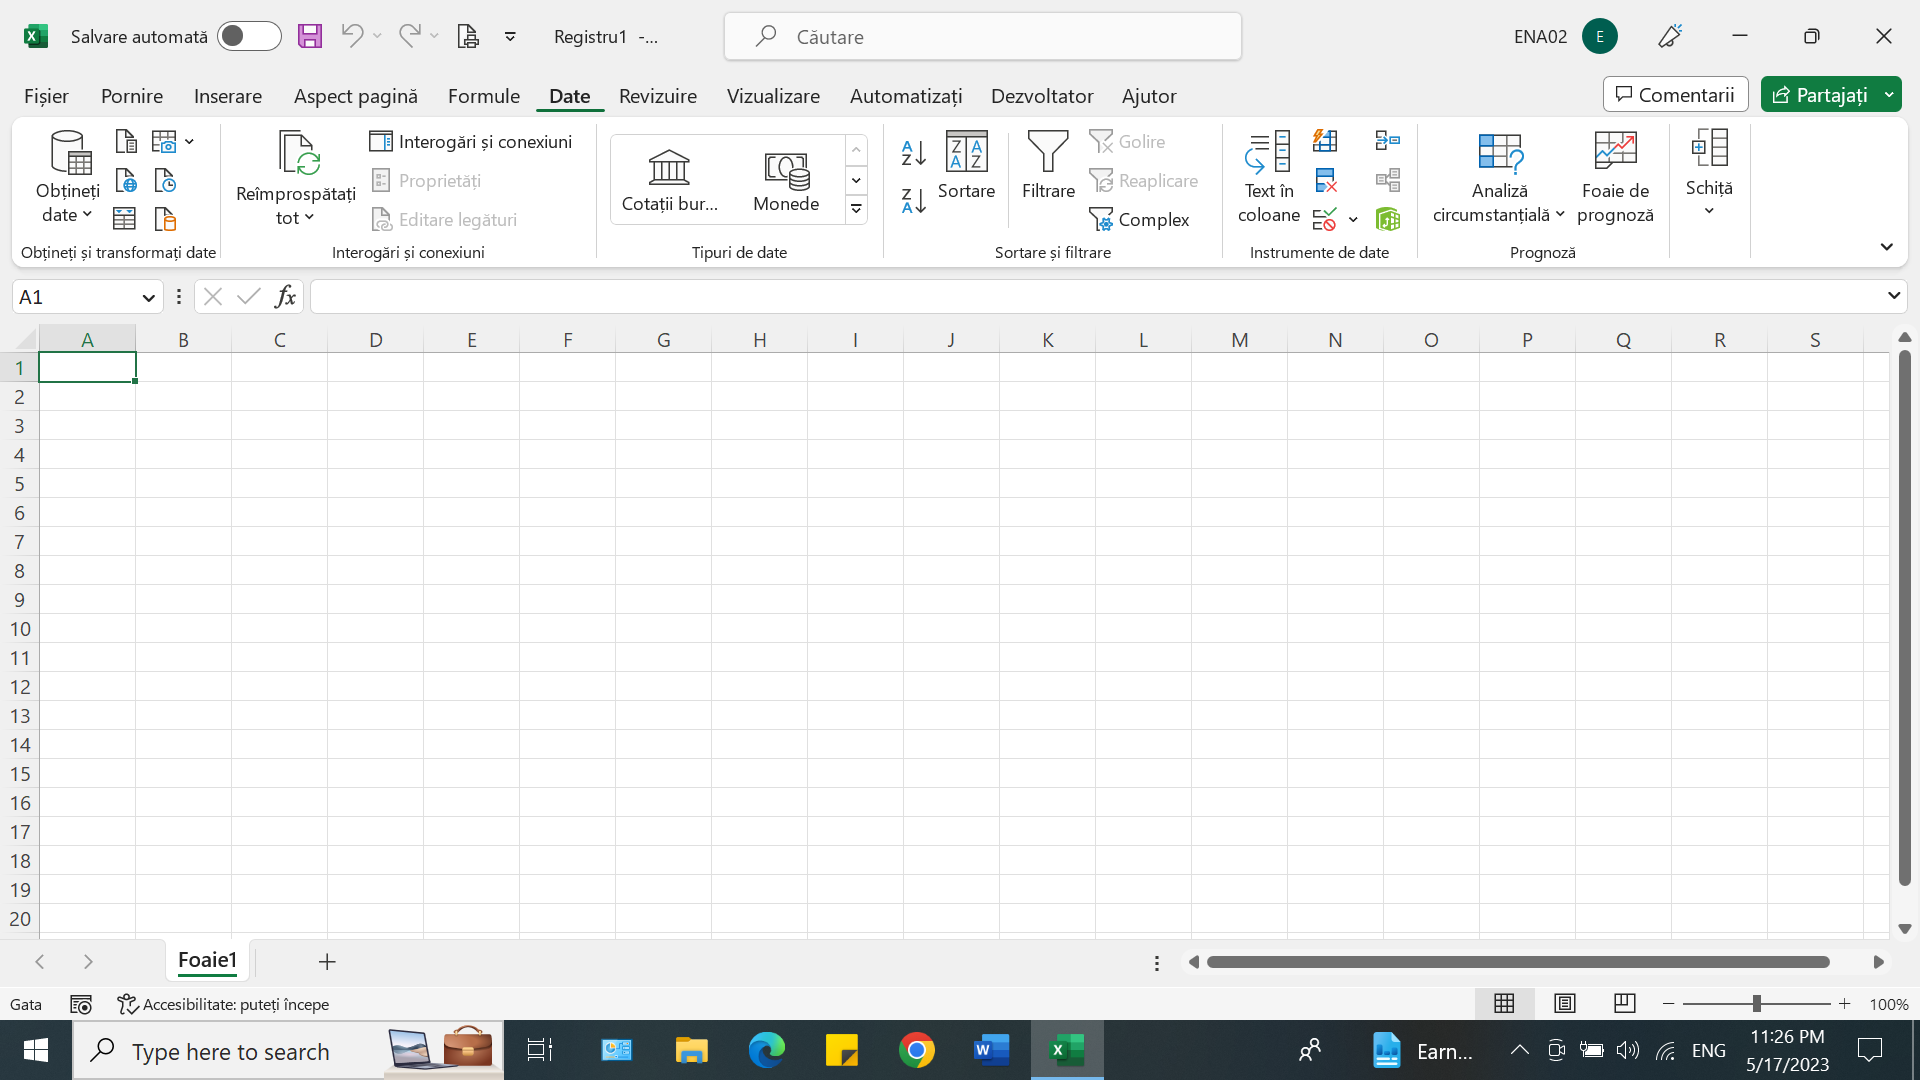 Salvare automată
Registru1 -...
Căutare
ENA02
E
Fișier
Pornire
Inserare
Aspect pagină
Formule
Date
Revizuire
Vizualizare
Automatizați
Dezvoltator
Ajutor
Comentarii
Partajați
Obțineți
date
Obțineți și transformați date
Reîmprospătați
tot
Interogări și conexiuni
Proprietăți
Editare legături
Interogări și conexiuni
Cotații bur...
Monede
Tipuri de date
Sortare
Filtrare
Golire
Reaplicare
Complex
Sortare și filtrare
Text în
coloane
Instrumente de date
Analiză
circumstanțială
Foaie de
prognoză
Prognoză
Schiță
A1
fx
A B C D E F G H I J K L M N O P Q R S
1
2
3
4
5
6
7
8
9
10
11
12
13
14
15
16
17
18
19
20
Foaie1
Gata
Accesibilitate: puteți începe
100%
Type here to search
Earn...
ENG
11:26 PM
5/17/2023